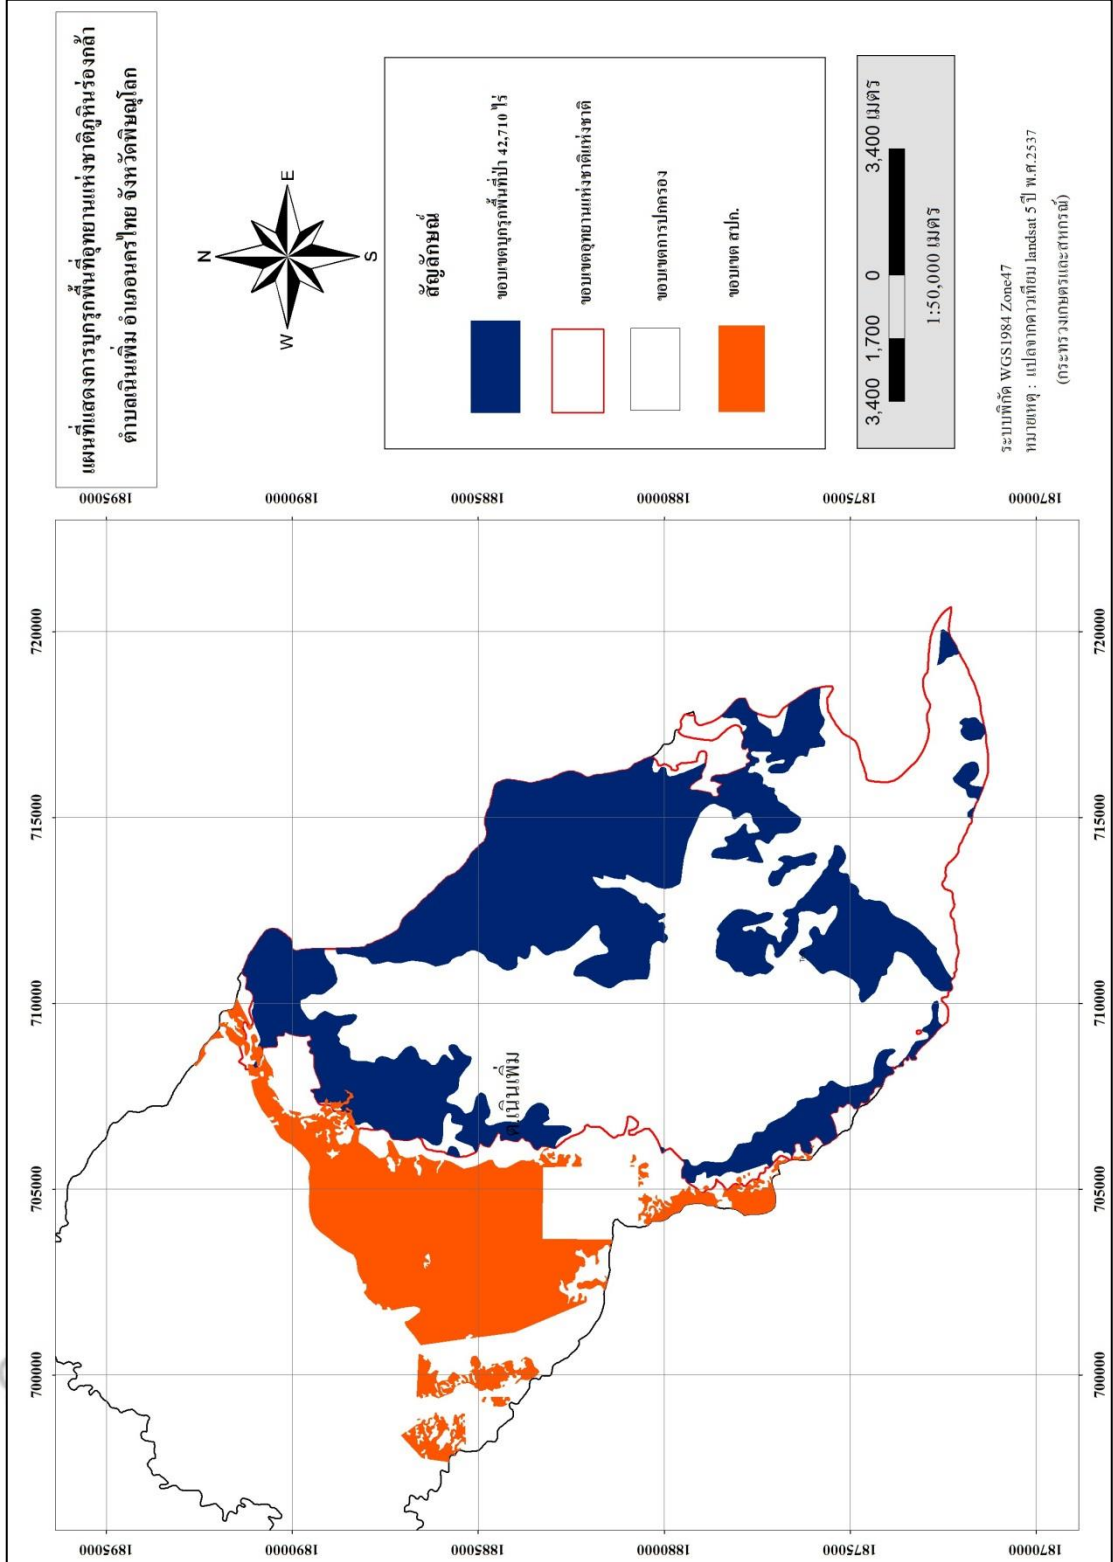 แผนที่แสดงการบุกรุกพื้นที่อุทยานแห่งชาติภูหินร่องกล้า
ตำบลเนินเพิ่ม อำเภอนครไทย จังหวัดพิษณุโลก
N
E
S
W
สัญลักษณ์
ขอบเขตบุกรุกพื้นที่ป่า 42,710 ไร่
ขอบเขตอุทยานแห่งชาติแห่งชาติ
ขอบเขตการปกครอง
ขอบเขต สปก.
3,400 1,700 0 3,400 เมตร
1:50,000 เมตร
ระบบพิกัด WGS1984 Zone47
หมายเหตุ : แปลจากดาวเทียม landsat 5 ปี พ.ศ.2537
(กระทรวงเกษตรและสหกรณ์)
700000 705000 710000 715000 720000
1895000 1890000 1885000 1880000 1875000 1870000
ต.เนินเพิ่ม
1895000 1890000 1885000 1880000 1875000 1870000
700000 705000 710000 715000 720000